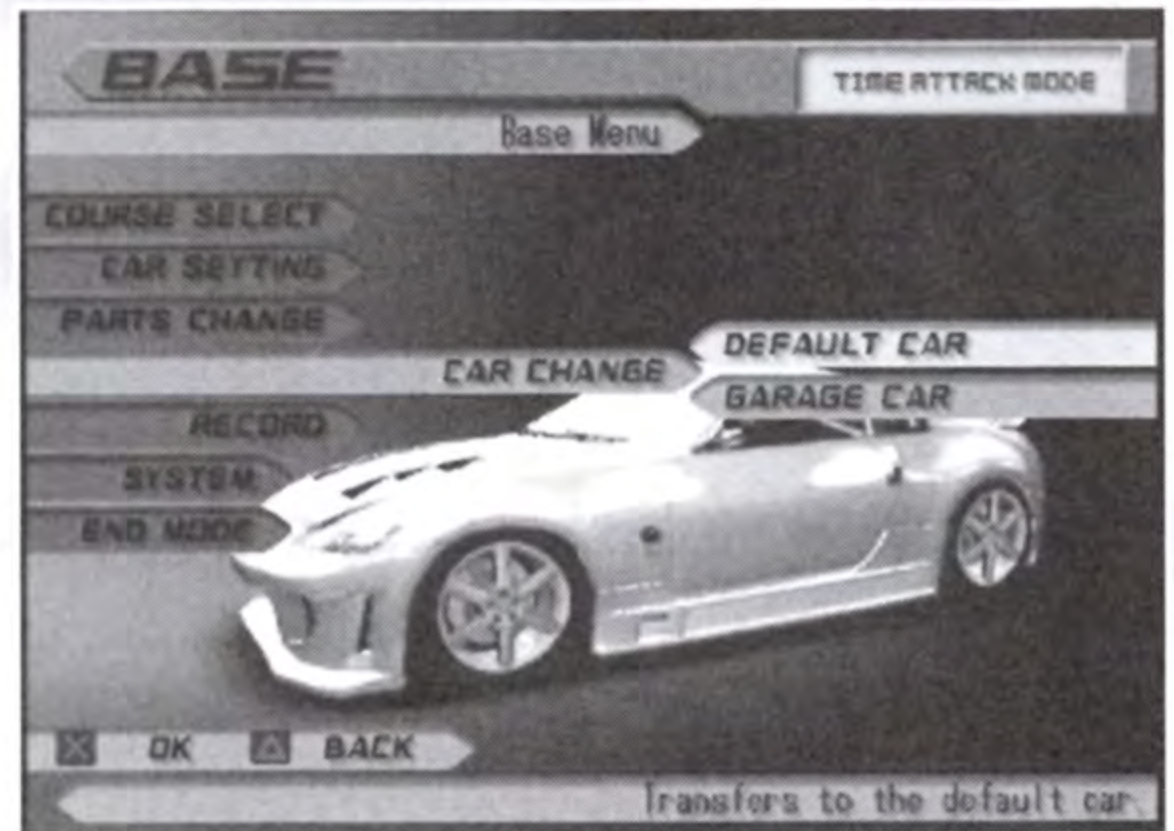 BASE
TIME ATTACK MODE
Base Menu
COURSE SELECT
CAR SETTING
PARTS CHANGE
CAR CHANGE
DEFAULT CAR
GARAGE CAR
RECORD
SYSTEM
END MODE
OK
BACK
Transfers to the default car.